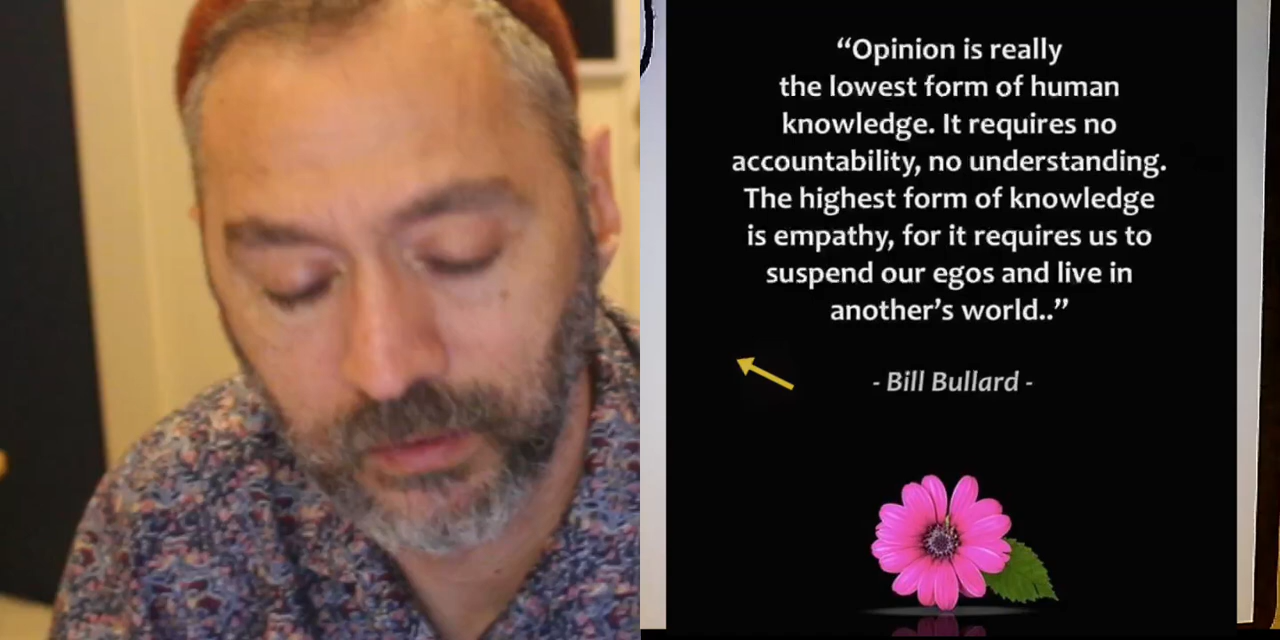 “Opinion is really
the lowest form of human
knowledge. It requires no
accountability, no understanding.
The highest form of knowledge
is empathy, for it requires us to
suspend our egos and live in
another’s world..”
- Bill Bullard -